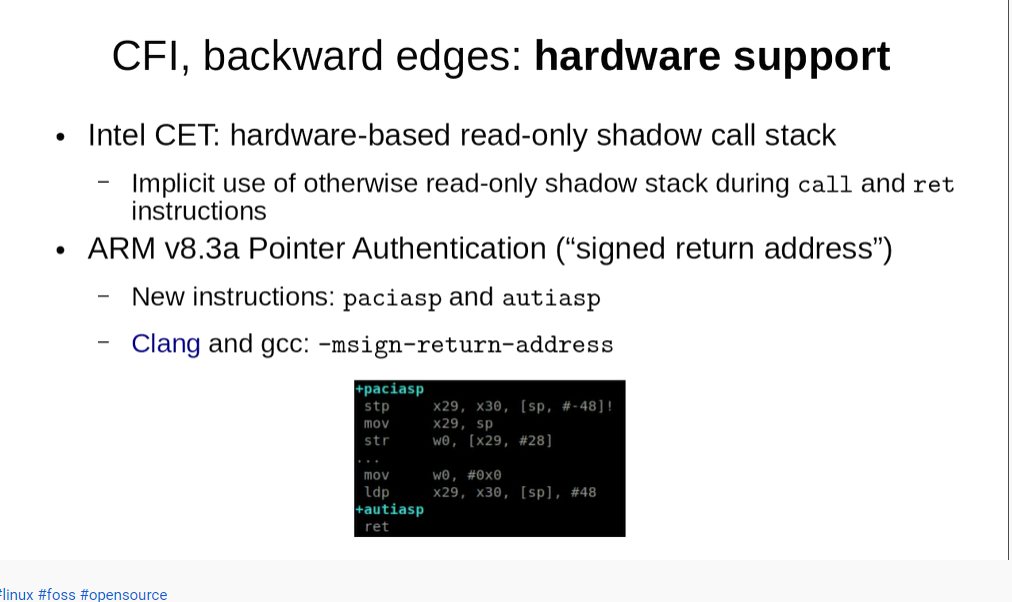 CFI, backward edges: hardware support
• Intel CET: hardware-based read-only shadow call stack
– Implicit use of otherwise read-only shadow stack during call and ret
instructions
• ARM v8.3a Pointer Authentication (“signed return address”)
– New instructions: paciasp and autiasp
– Clang and gcc: -msign-return-address
+paciasp
stp x29, x30, [sp, #-48]!
mov x29, sp
str w0, [x29, #28]
...
mov w0, #0x0
ldp x29, x30, [sp], #48
+autiasp
ret
#linux #foss #opensource